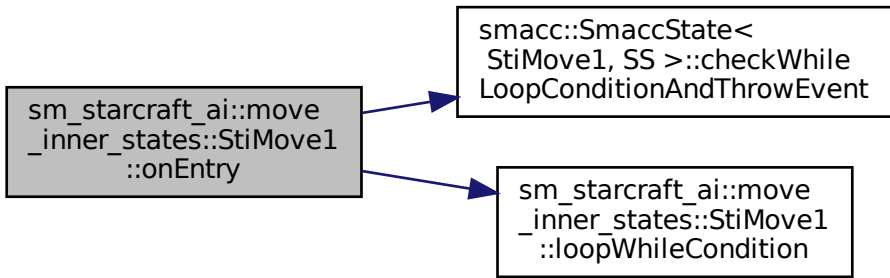 sm_starcraft_ai::move
_inner_states::StiMove1
::onEntry
smacc::SmaccState<
StiMove1, SS >::checkWhile
LoopConditionAndThrowEvent
sm_starcraft_ai::move
_inner_states::StiMove1
::loopWhileCondition